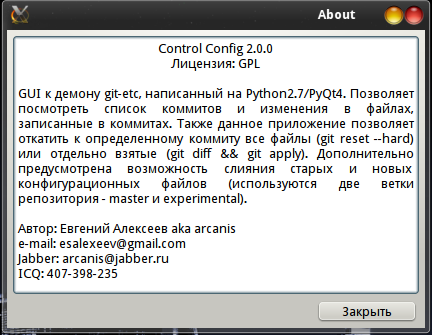 About
Control Config 2.0.0
Лицензия: GPL
GUI к демону git-etc, написанный на Python2.7/PyQt4. Позволяет
посмотреть список коммитов и изменения в файлах,
записанные в коммитах. Также данное приложение позволяет
откатить к определенному коммиту все файлы (git reset --hard)
или отдельно взятые (git diff && git apply). Дополнительно
предусмотрена возможность слияния старых и новых
конфигурационных файлов (используются две ветки
репозитория - master и experimental).
Автор: Евгений Алексеев aka arcanis
e-mail: esalexeev@gmail.com
Jabber: arcanis@jabber.ru
ICQ: 407-398-235
Закрыть